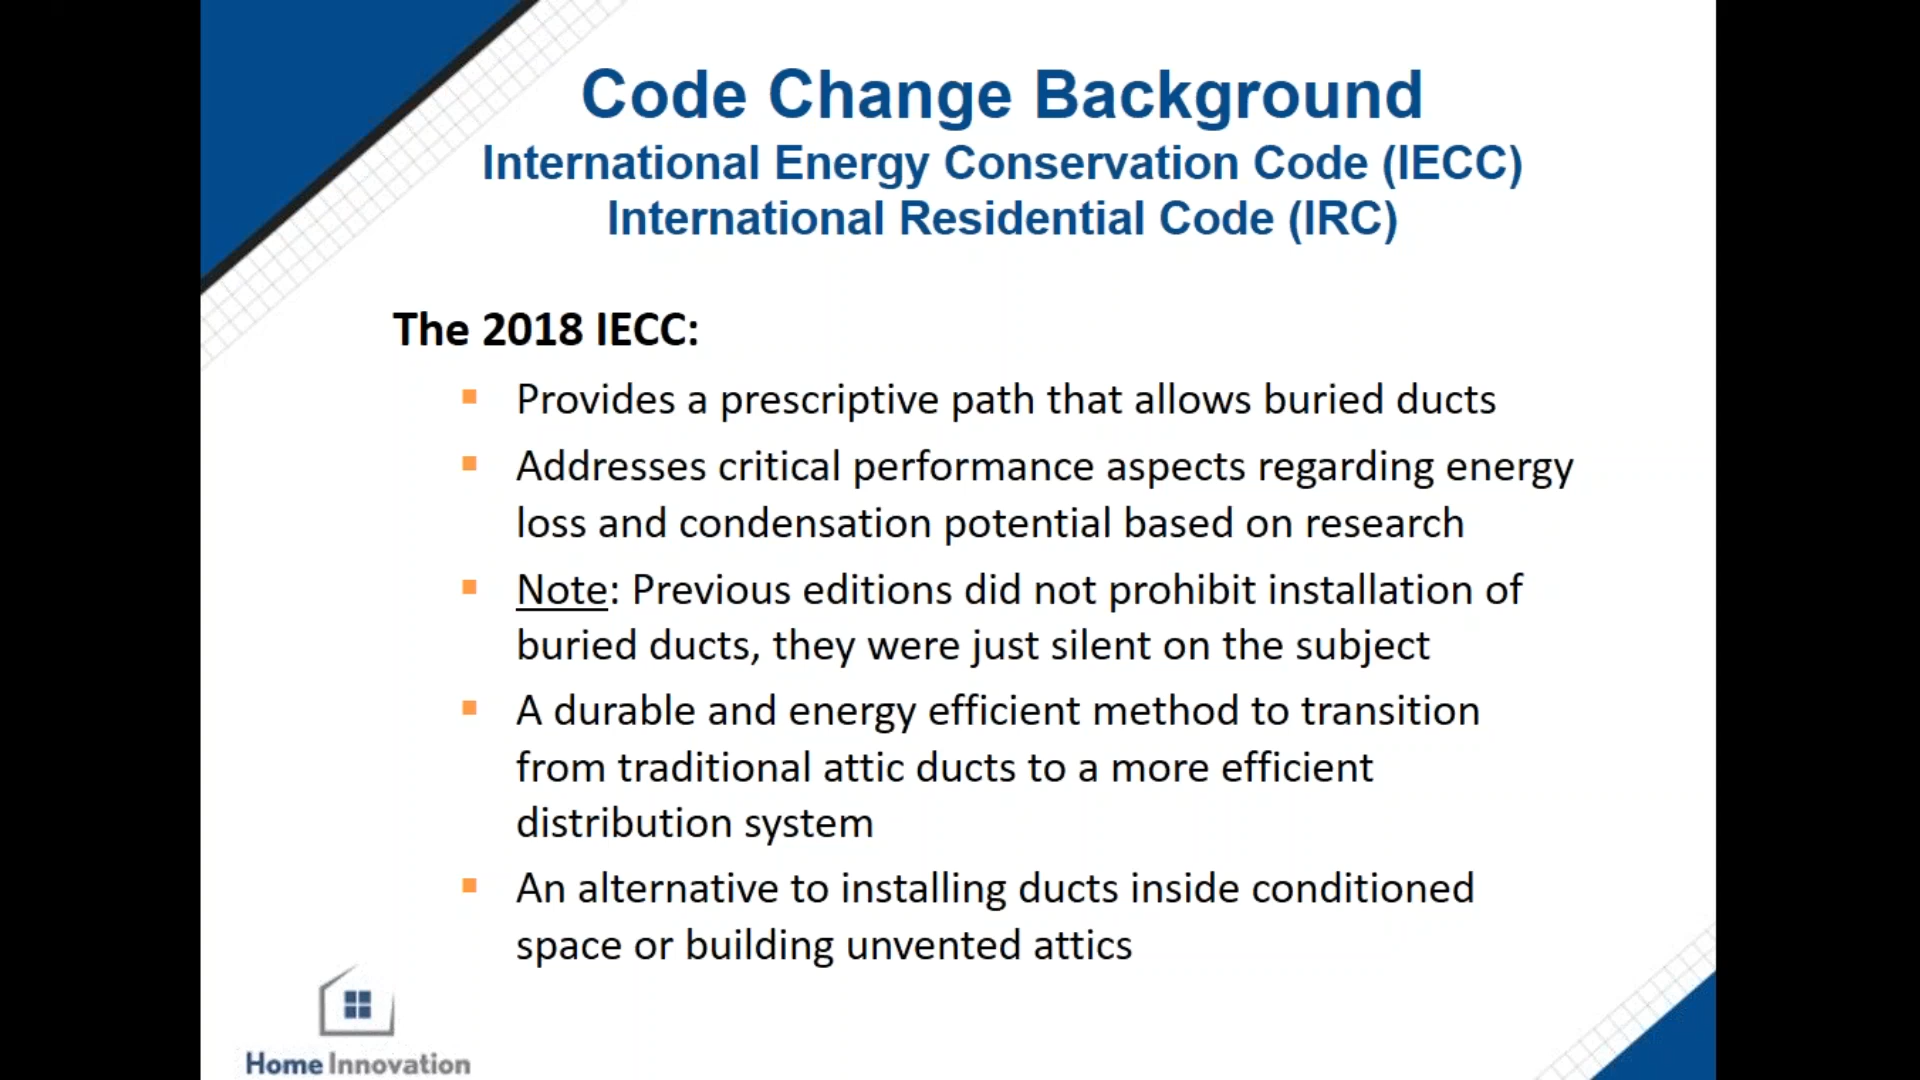 Code Change Background
International Energy Conservation Code (IECC)
International Residential Code (IRC)
The 2018 IECC:
Provides a prescriptive path that allows buried ducts
Addresses critical performance aspects regarding energy
loss and condensation potential based on research
Note: Previous editions did not prohibit installation of
buried ducts, they were just silent on the subject
A durable and energy efficient method to transition
from traditional attic ducts to a more efficient
distribution system
An alternative to installing ducts inside conditioned
space or building unvented attics
Home Innovation